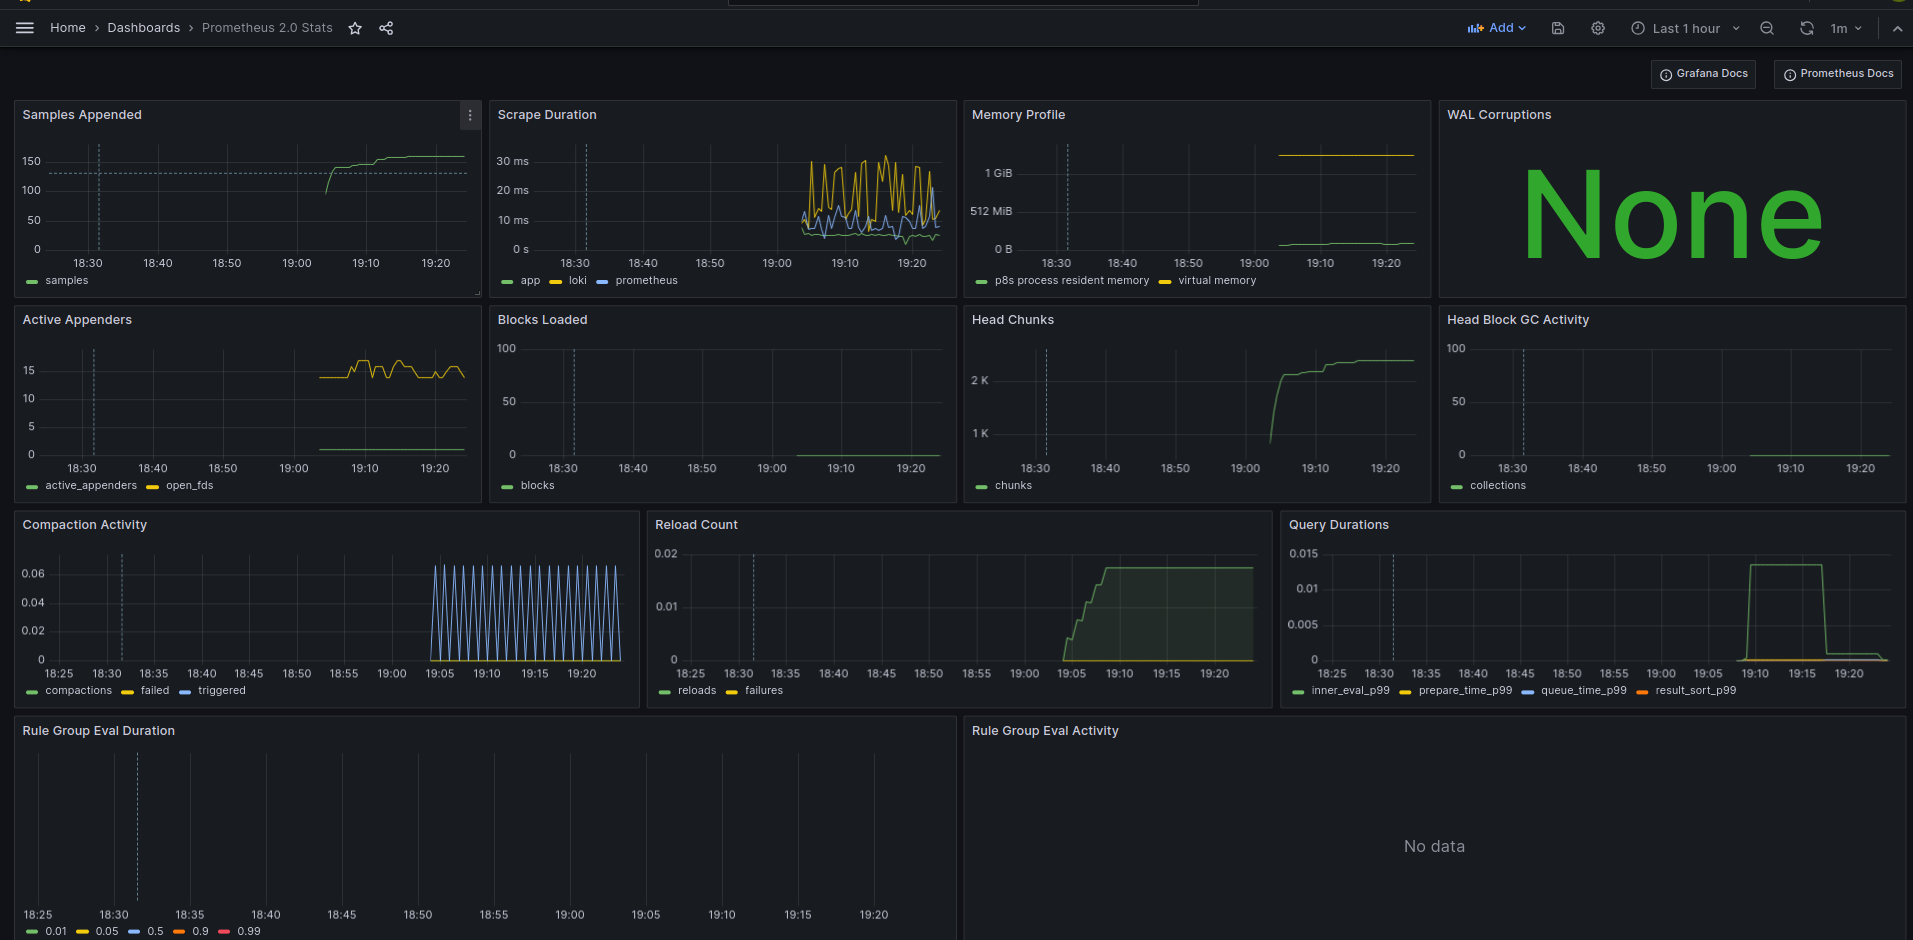 Home › Dashboards › Prometheus 2.0 Stats Add Last 1 hour 1m
Grafana Docs Prometheus Docs
Samples Appended
150
100
50
0
18:30 18:40 18:50 19:00 19:10 19:20
samples
Scrape Duration
30 ms
20 ms
10 ms
0 s
18:30 18:40 18:50 19:00 19:10 19:20
app loki prometheus
Memory Profile
1 GiB
512 MiB
0 B
18:30 18:40 18:50 19:00 19:10 19:20
p8s process resident memory virtual memory
WAL Corruptions
None
Active Appenders
15
10
5
0
18:30 18:40 18:50 19:00 19:10 19:20
active_appenders open_fds
Blocks Loaded
100
50
0
18:30 18:40 18:50 19:00 19:10 19:20
blocks
Head Chunks
2 K
1 K
18:30 18:40 18:50 19:00 19:10 19:20
chunks
Head Block GC Activity
100
50
0
18:30 18:40 18:50 19:00 19:10 19:20
collections
Compaction Activity
0.06
0.04
0.02
0
18:25 18:30 18:35 18:40 18:45 18:50 18:55 19:00 19:05 19:10 19:15 19:20
compactions failed triggered
Reload Count
0.02
0.01
0
18:25 18:30 18:35 18:40 18:45 18:50 18:55 19:00 19:05 19:10 19:15 19:20
reloads failures
Query Durations
0.015
0.01
0.005
0
18:25 18:30 18:35 18:40 18:45 18:50 18:55 19:00 19:05 19:10 19:15 19:20
inner_eval_p99 prepare_time_p99 queue_time_p99 result_sort_p99
Rule Group Eval Duration
18:25 18:30 18:35 18:40 18:45 18:50 18:55 19:00 19:05 19:10 19:15 19:20
0.01 0.05 0.5 0.9 0.99
Rule Group Eval Activity
No data